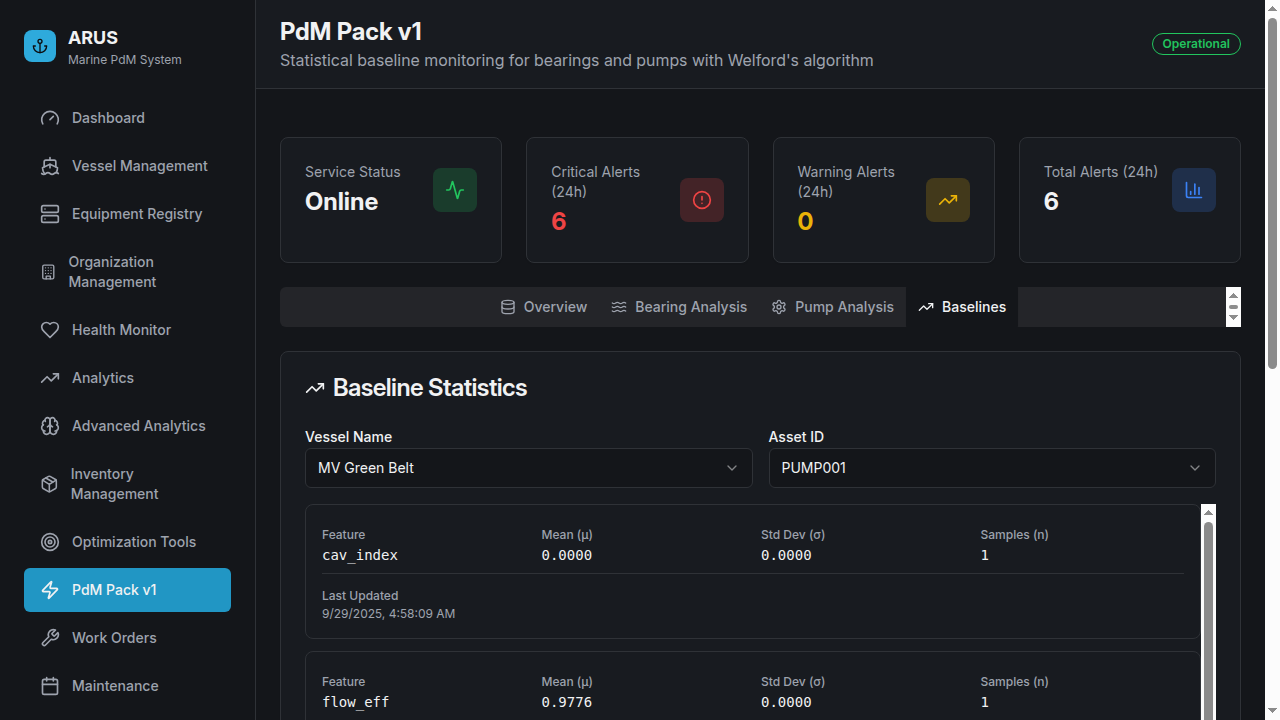 ARUS
Marine PdM System
Dashboard
Vessel Management
Equipment Registry
Organization
Management
Health Monitor
Analytics
Advanced Analytics
Inventory
Management
Optimization Tools
PdM Pack v1
Work Orders
Maintenance
PdM Pack v1
Statistical baseline monitoring for bearings and pumps with Welford's algorithm
Operational
Service Status
Online
Critical Alerts
(24h)
6
Warning Alerts
(24h)
0
Total Alerts (24h)
6
Overview
Bearing Analysis
Pump Analysis
Baselines
Baseline Statistics
Vessel Name
MV Green Belt
Asset ID
PUMP001
Feature
cav_index
Mean (μ)
0.0000
Std Dev (σ)
0.0000
Samples (n)
1
Last Updated
9/29/2025, 4:58:09 AM
Feature
flow_eff
Mean (μ)
0.9776
Std Dev (σ)
0.0000
Samples (n)
1